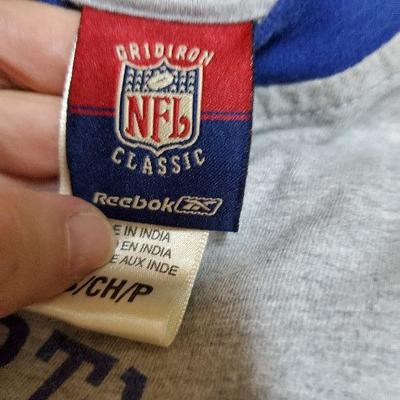 GRIDIRON
NFL
CLASSIC
Reebok
E IN INDIA
EN INDIA
E AUX INDE
/CH/P